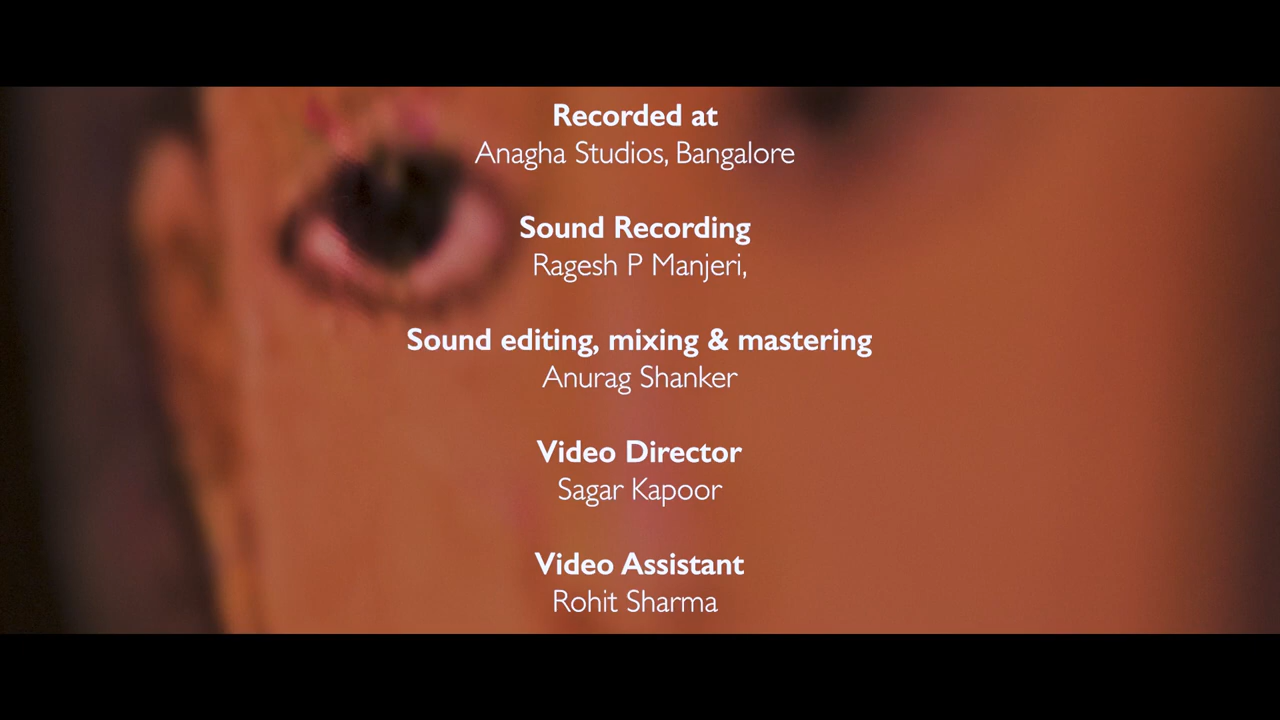 Recorded at
Anagha Studios, Bangalore
Sound Recording
Ragesh P Manjeri,
Sound editing, mixing & mastering
Anurag Shanker
Video Director
Sagar Kapoor
Video Assistant
Rohit Sharma